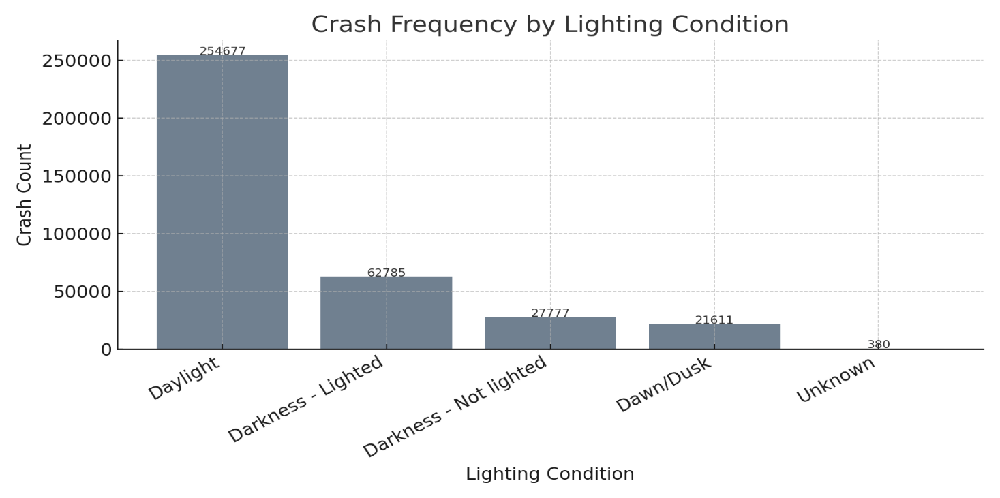 Crash Frequency by Lighting Condition
Crash Count
250000
200000
150000
100000
50000
0
254677
62785
27777
21611
380
Daylight
Darkness - Lighted
Darkness - Not lighted
Dawn/Dusk
Unknown
Lighting Condition